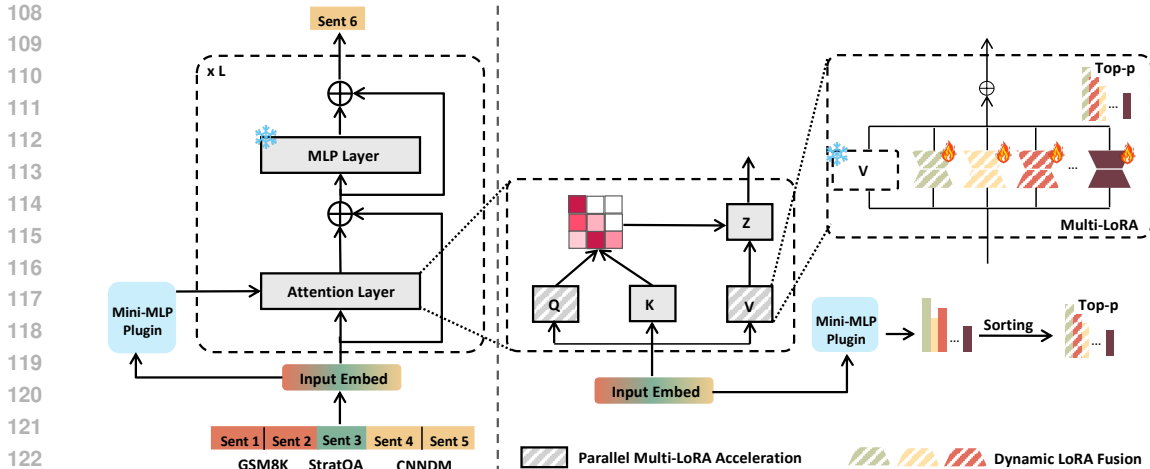 108
109
110
111
112
113
114
115
116
117
118
119
120
121
122
Sent 6
x L
MLP Layer
Attention Layer
Mini-MLP
Plugin
Input Embed
Sent 1 Sent 2 Sent 3 Sent 4 Sent 5
GSM8K StratQA CNNDM
Z
Q K V
Input Embed
Top-p
V
...
Multi-LoRA
Mini-MLP
Plugin
...
Sorting
Top-p
...
Parallel Multi-LoRA Acceleration
Dynamic LoRA Fusion